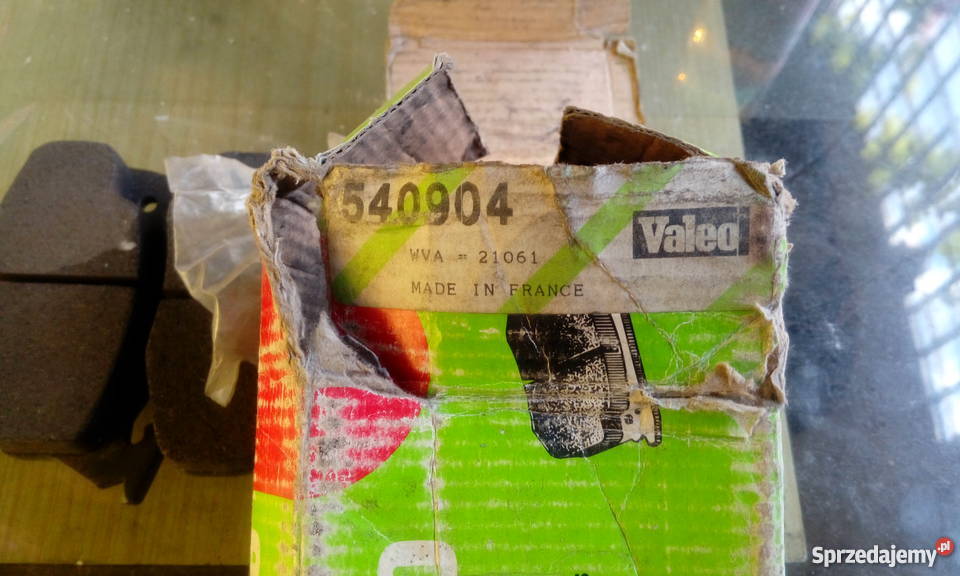 540904
Valeo
WVA = 21061
MADE IN FRANCE
Sprzedajemy.pl